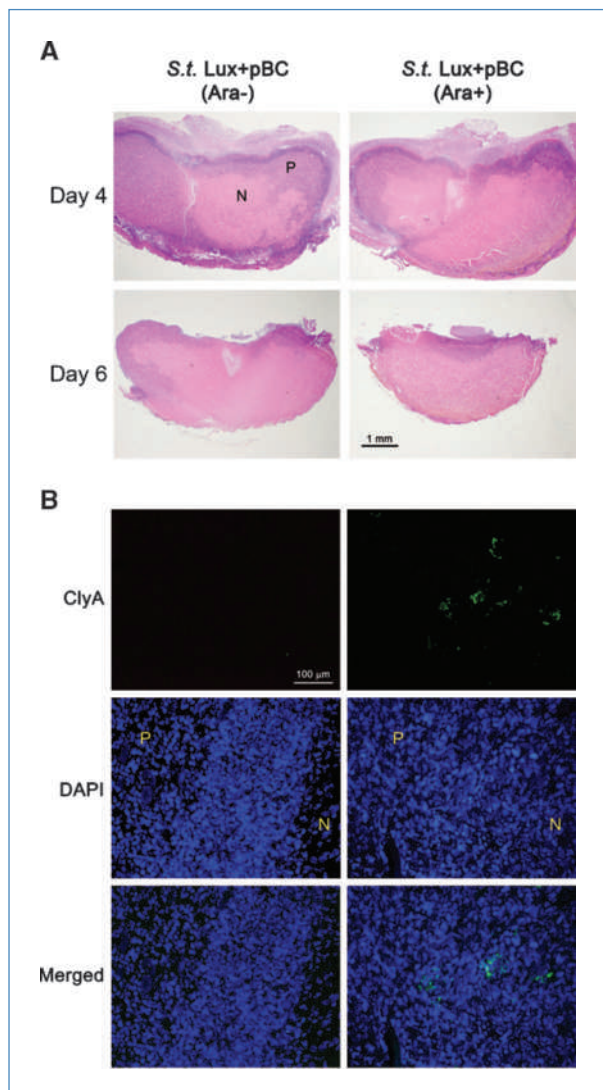 A
S.t. Lux+pBC
(Ara-)
S.t. Lux+pBC
(Ara+)
Day 4
N
P
Day 6
1 mm
B
ClyA
100 µm
DAPI
P
N
P
N
Merged